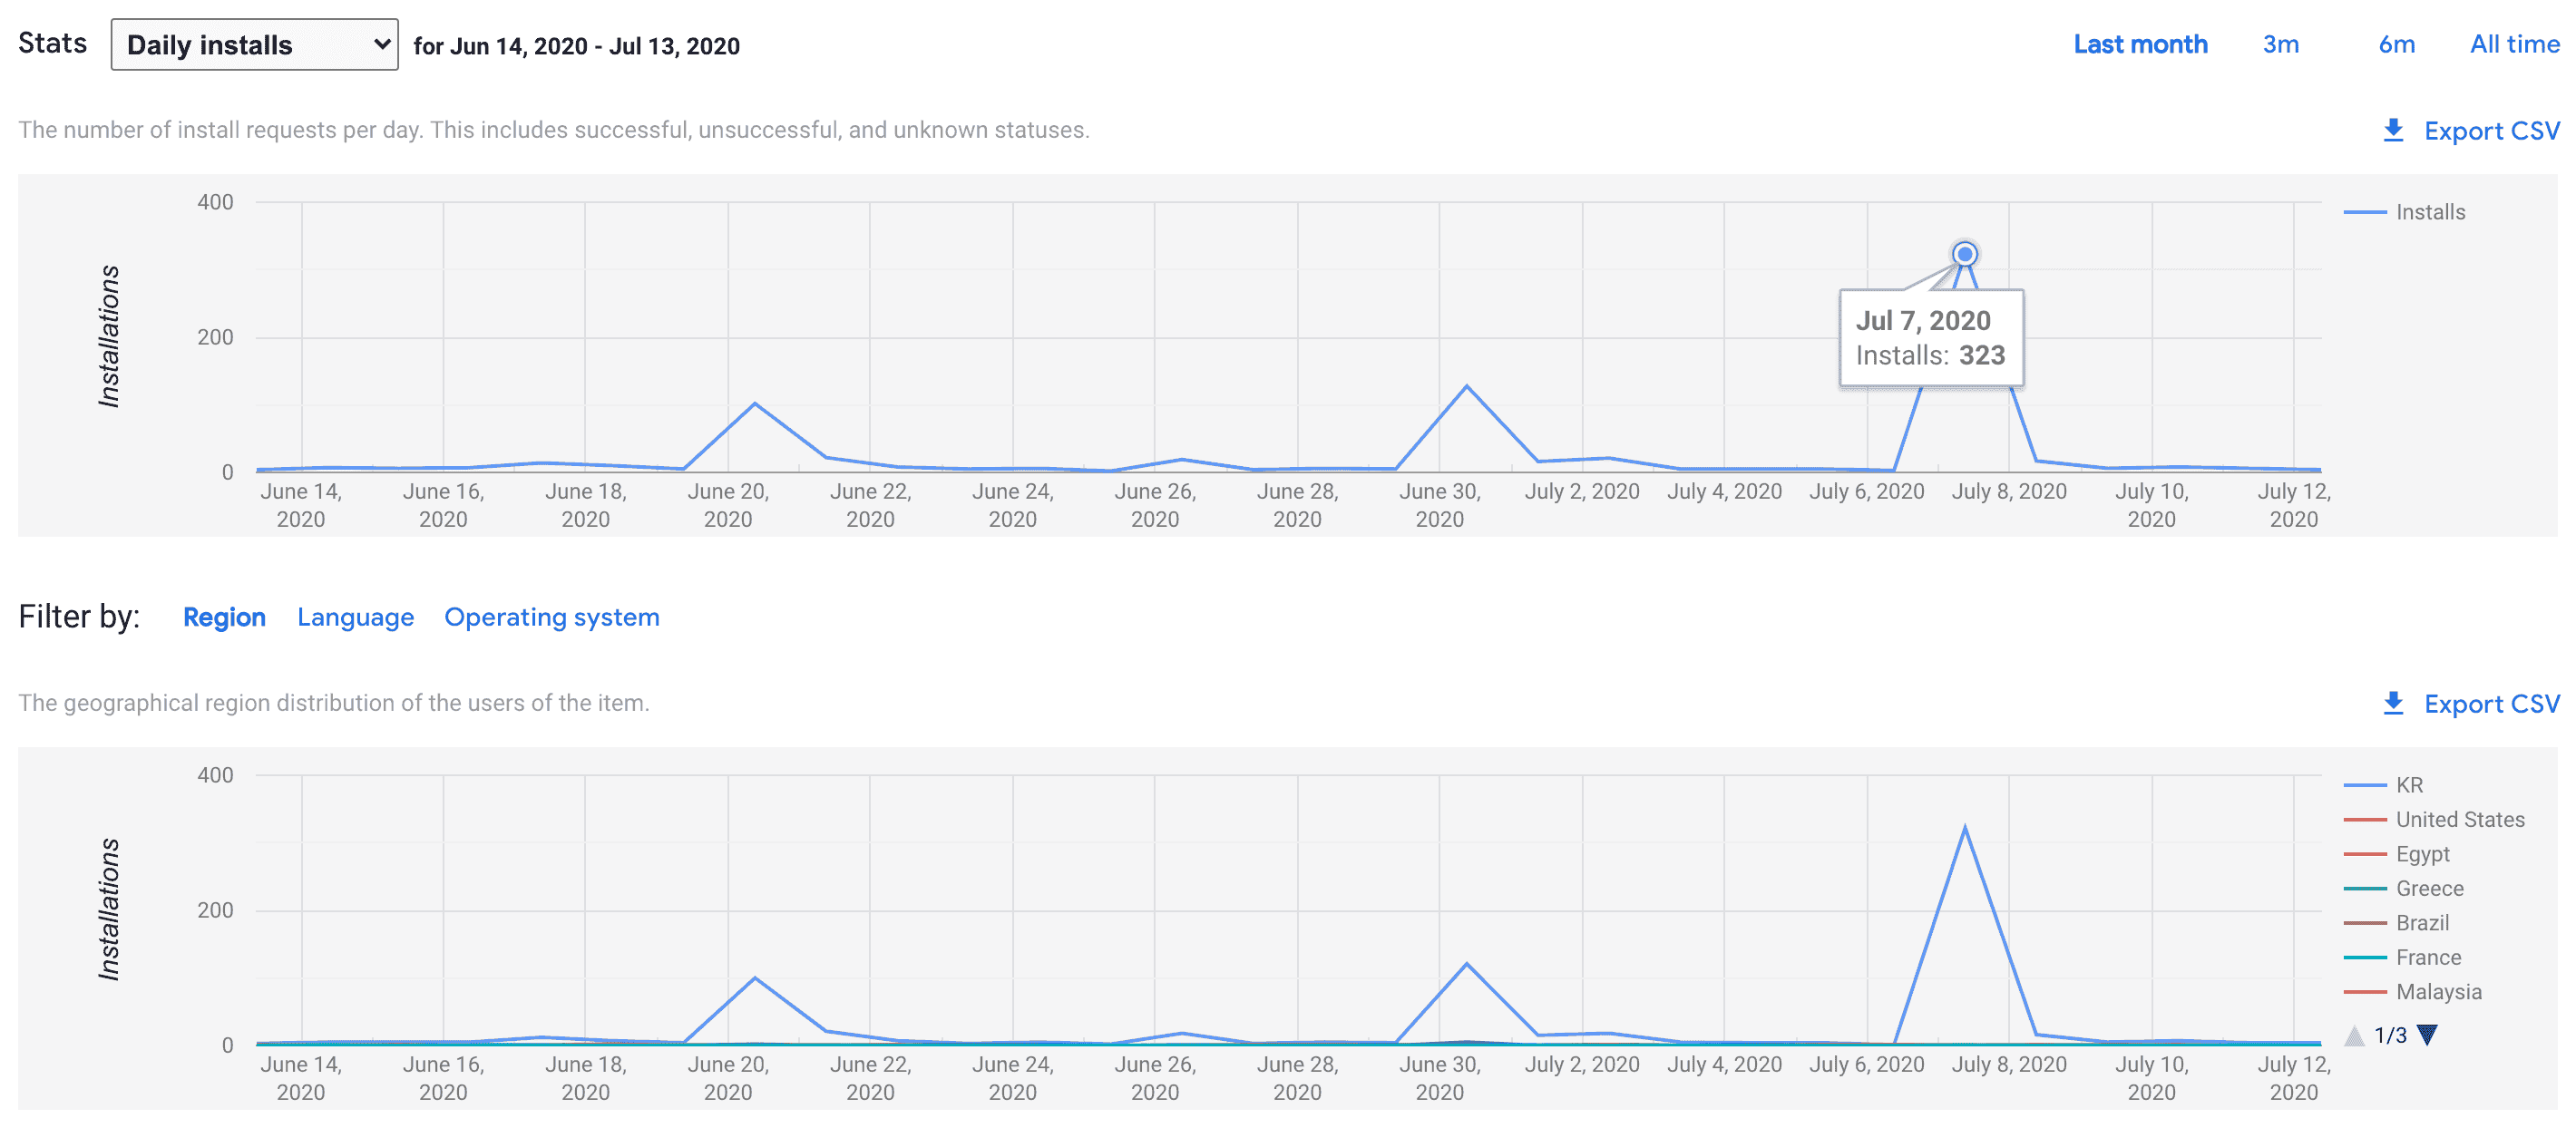 Stats Daily installs for Jun 14, 2020 - Jul 13, 2020 Last month 3m 6m All time
The number of install requests per day. This includes successful, unsuccessful, and unknown statuses. Export CSV
400
200
0
Installations
Installs
Jul 7, 2020
Installs: 323
June 14, June 16, June 18, June 20, June 22, June 24, June 26, June 28, June 30, July 2, 2020 July 4, 2020 July 6, 2020 July 8, 2020 July 10, July 12,
2020 2020 2020 2020 2020 2020 2020 2020 2020 2020 2020
Filter by: Region Language Operating system
The geographical region distribution of the users of the item. Export CSV
400
200
0
Installations
KR
United States
Egypt
Greece
Brazil
France
Malaysia
1/3
June 14, June 16, June 18, June 20, June 22, June 24, June 26, June 28, June 30, July 2, 2020 July 4, 2020 July 6, 2020 July 8, 2020 July 10, July 12,
2020 2020 2020 2020 2020 2020 2020 2020 2020 2020 2020